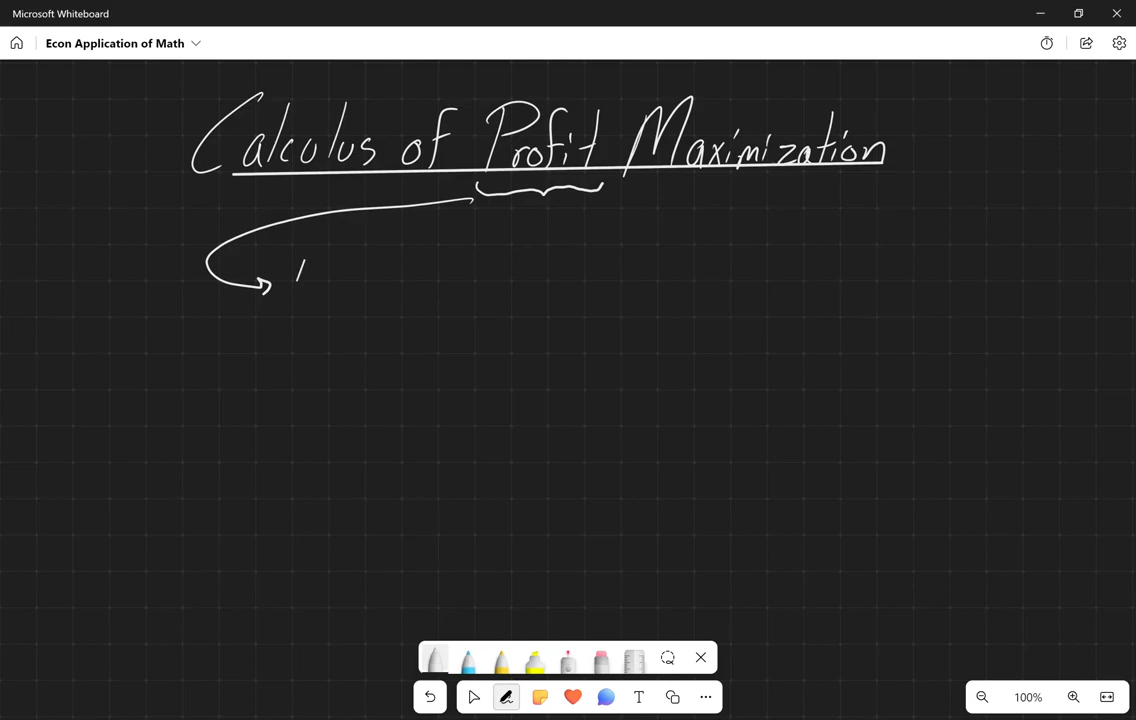 Microsoft Whiteboard
Econ Application of Math
Calculus of Profit Maximization
100%